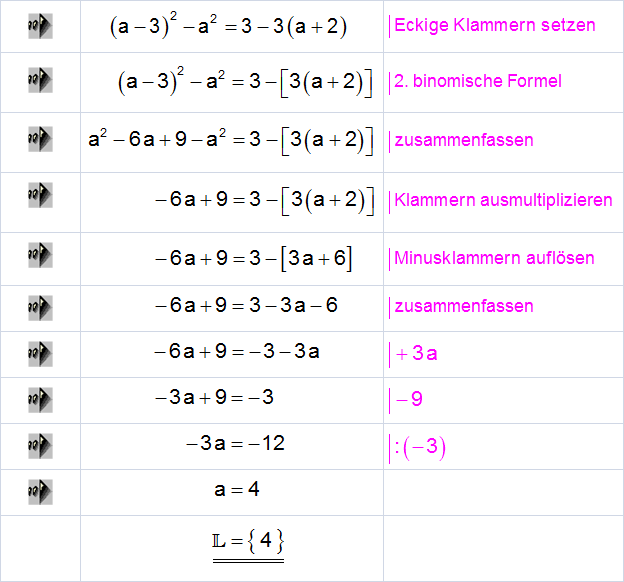 (a−3)² −a² = 3−3(a+2) |Eckige Klammern setzen
(a−3)² −a² = 3−[3(a+2)] |2. binomische Formel
a² −6a+9−a² = 3−[3(a+2)] |zusammenfassen
−6a+9 = 3−[3(a+2)] |Klammern ausmultiplizieren
−6a+9 = 3−[3a+6] |Minusklammern auflösen
−6a+9 = 3−3a−6 |zusammenfassen
−6a+9 = −3−3a |+3a
−3a+9 = −3 |−9
−3a = −12 |:(−3)
a = 4
𝕃 = {4}